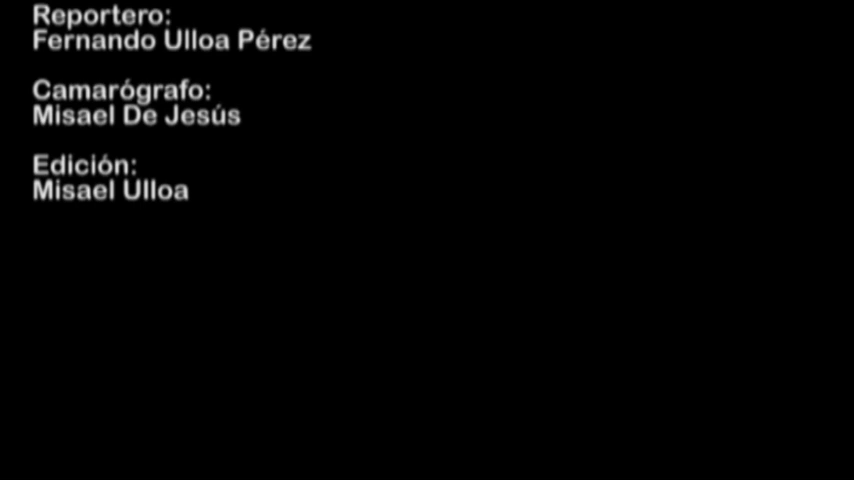 Reportero:
Fernando Ulloa Pérez
Camarógrafo:
Misael De Jesús
Edición:
Misael Ulloa